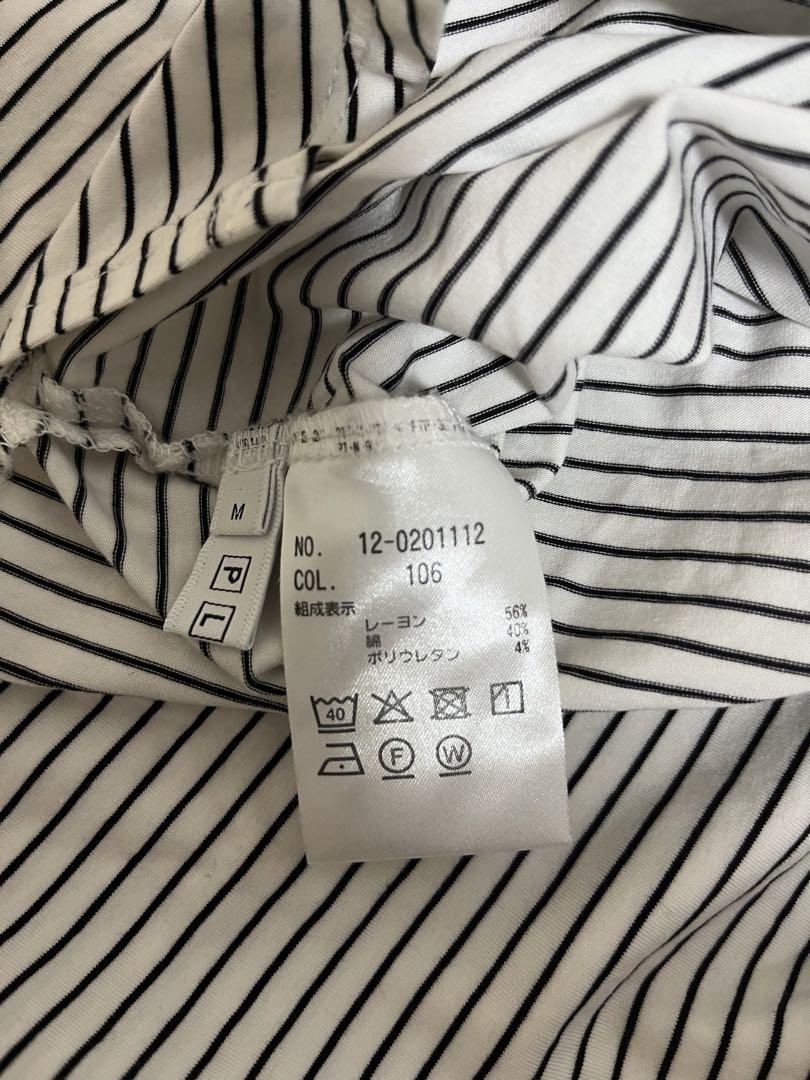 M
P
L
NO. 12-0201112
COL. 106
組成表示
レーヨン 56%
綿 40%
ポリウレタン 4%
40
F W